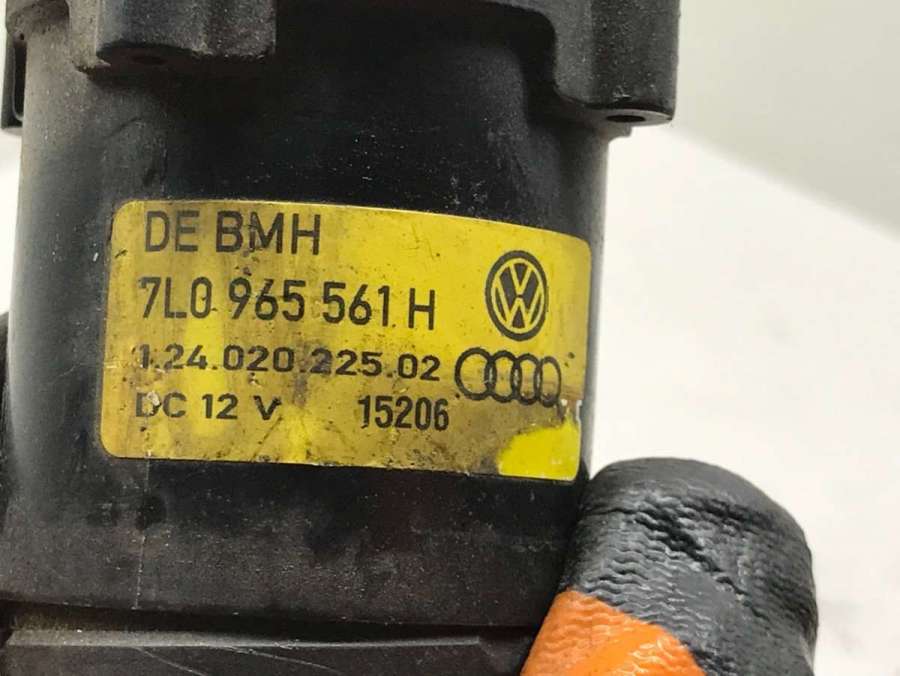 DE BMH
7L0 965 561 H
1.24.020.225.02
DC 12 V 15206